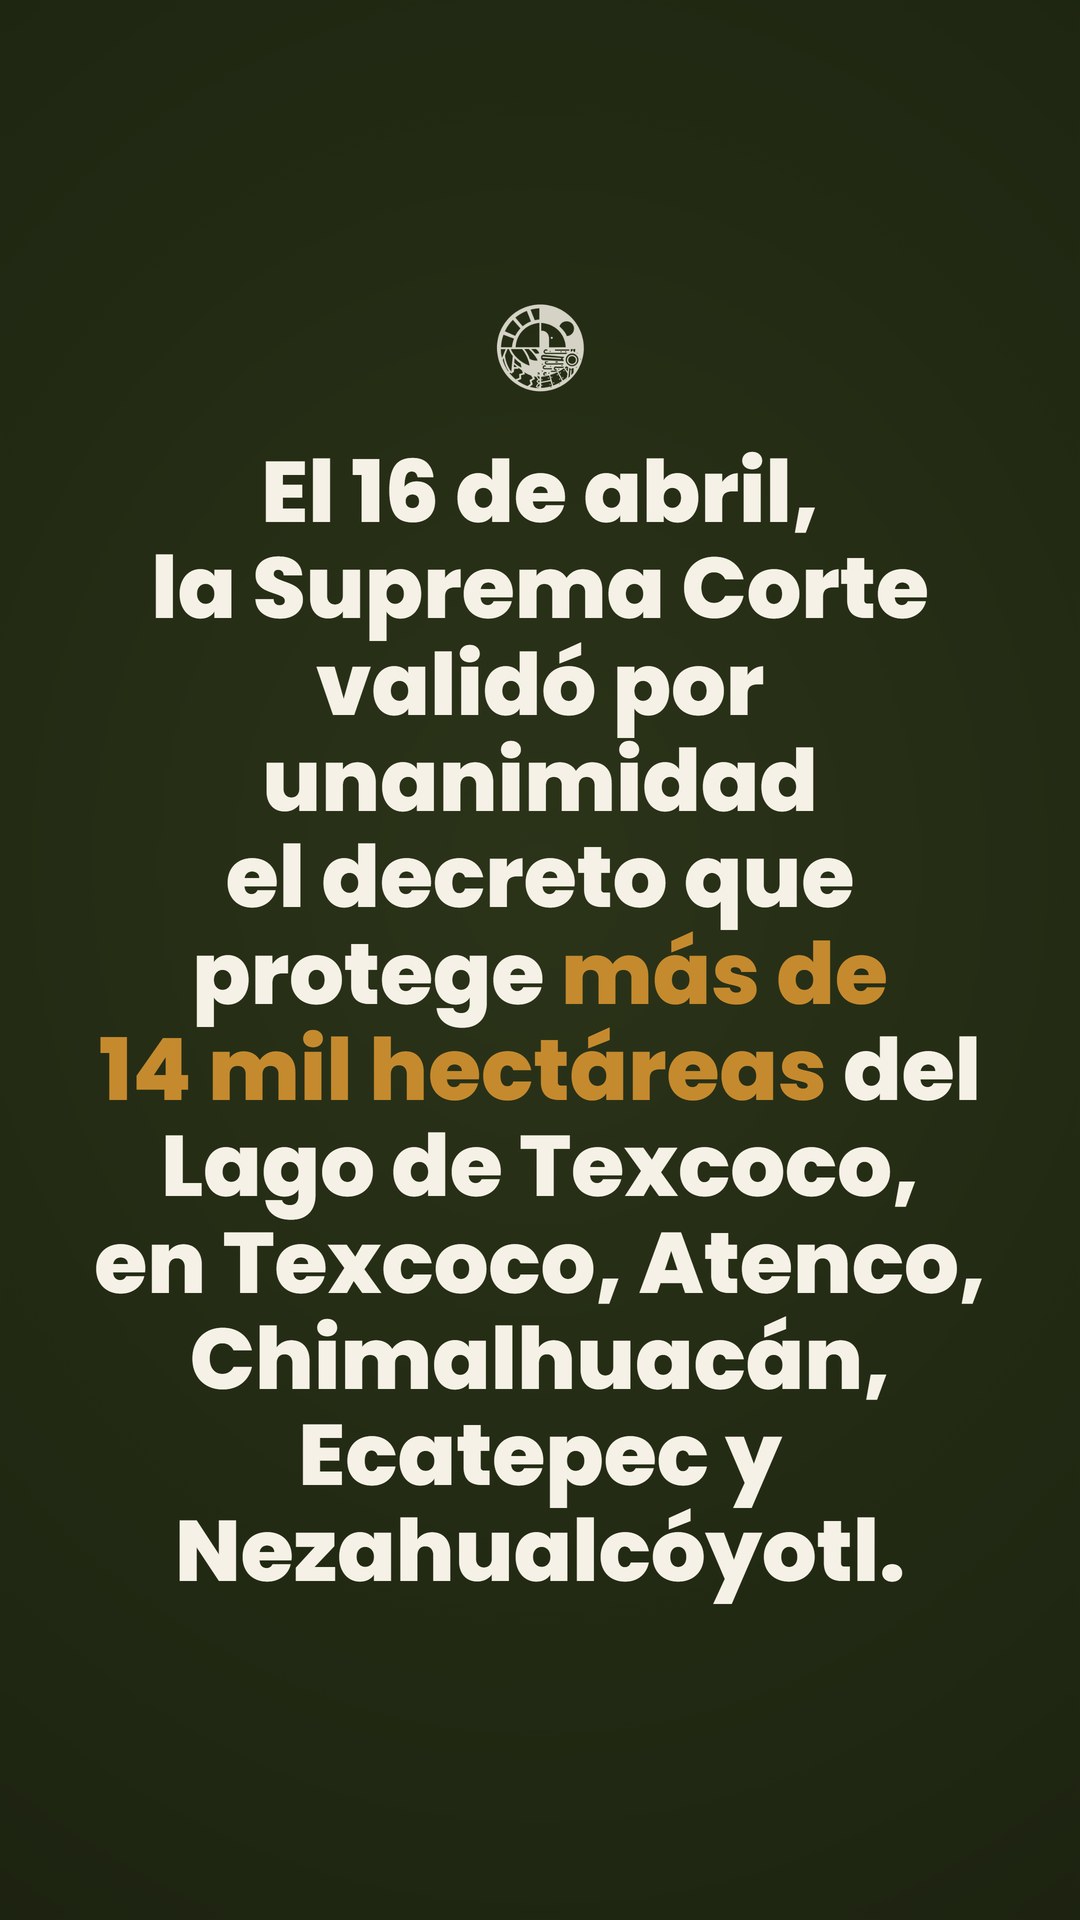 El 16 de abril,
la Suprema Corte
validó por
unanimidad
el decreto que
protege más de
14 mil hectáreas del
Lago de Texcoco,
en Texcoco, Atenco,
Chimalhuacán,
Ecatepec y
Nezahualcóyotl.